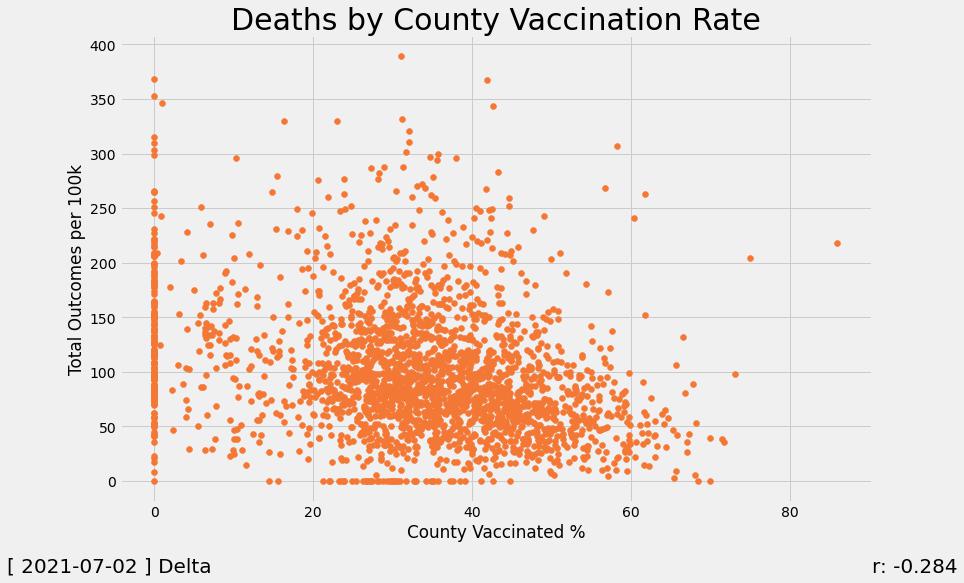 Deaths by County Vaccination Rate
400
350
300
250
200
150
100
50
0
Total Outcomes per 100k
0 20 40 60 80
County Vaccinated %
[ 2021-07-02 ] Delta
r: -0.284